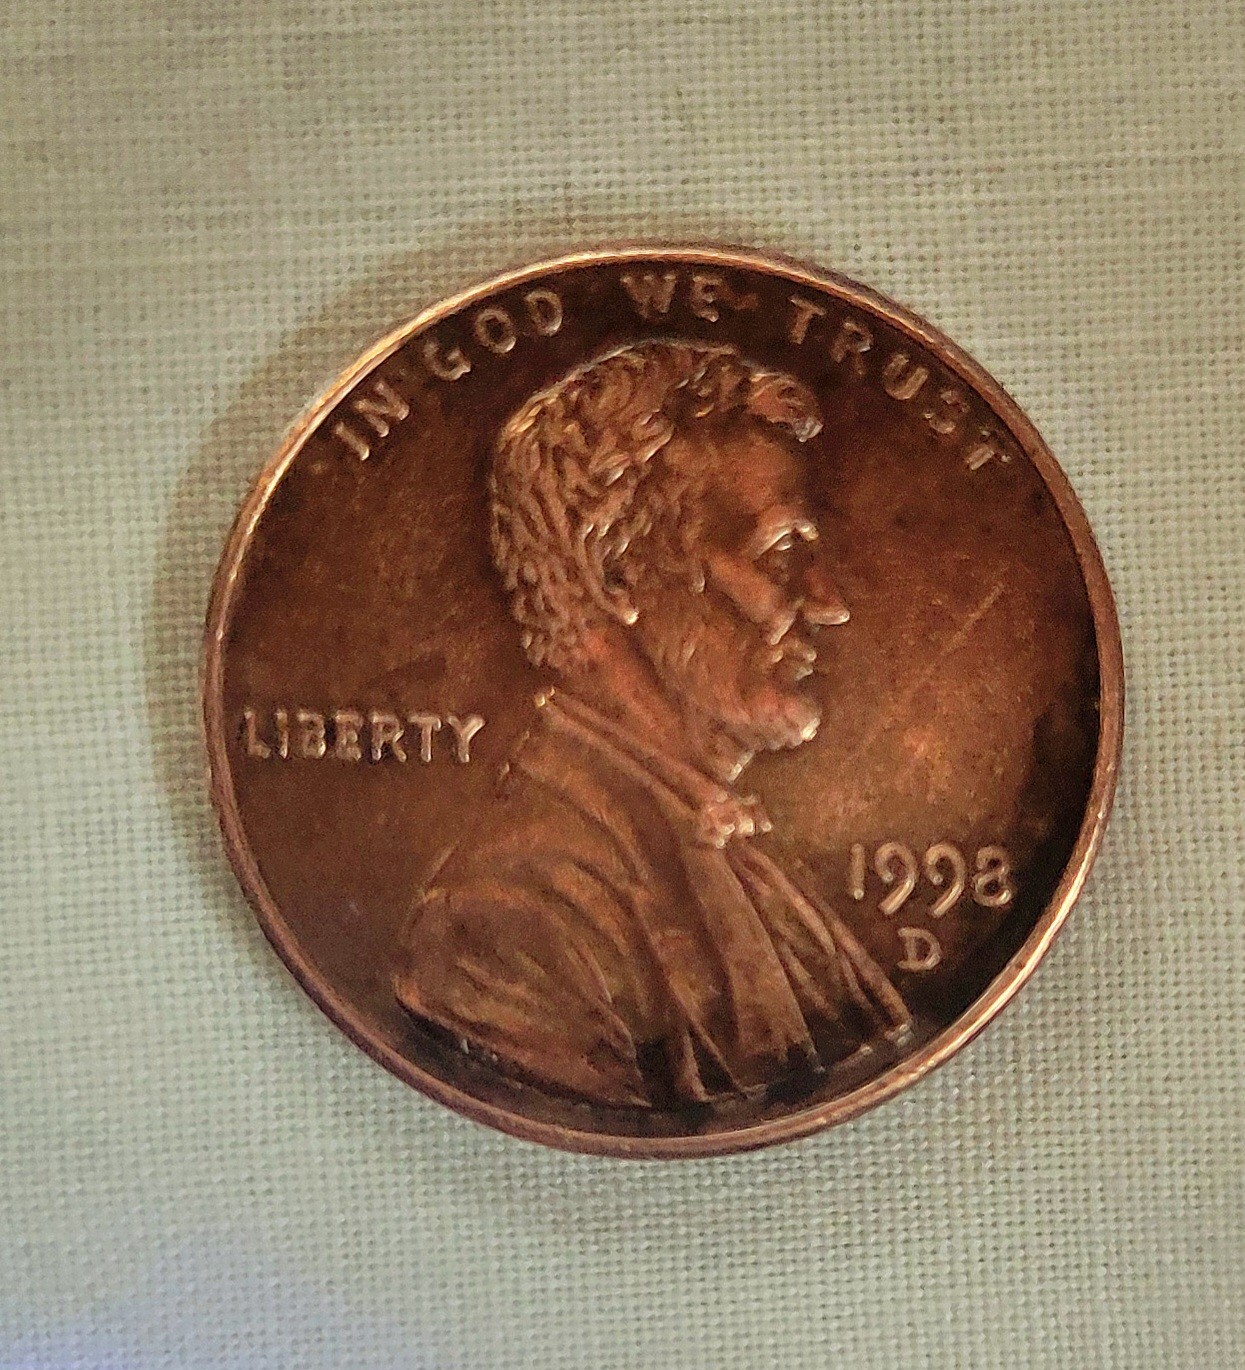 IN GOD WE TRUST
LIBERTY
1998
D